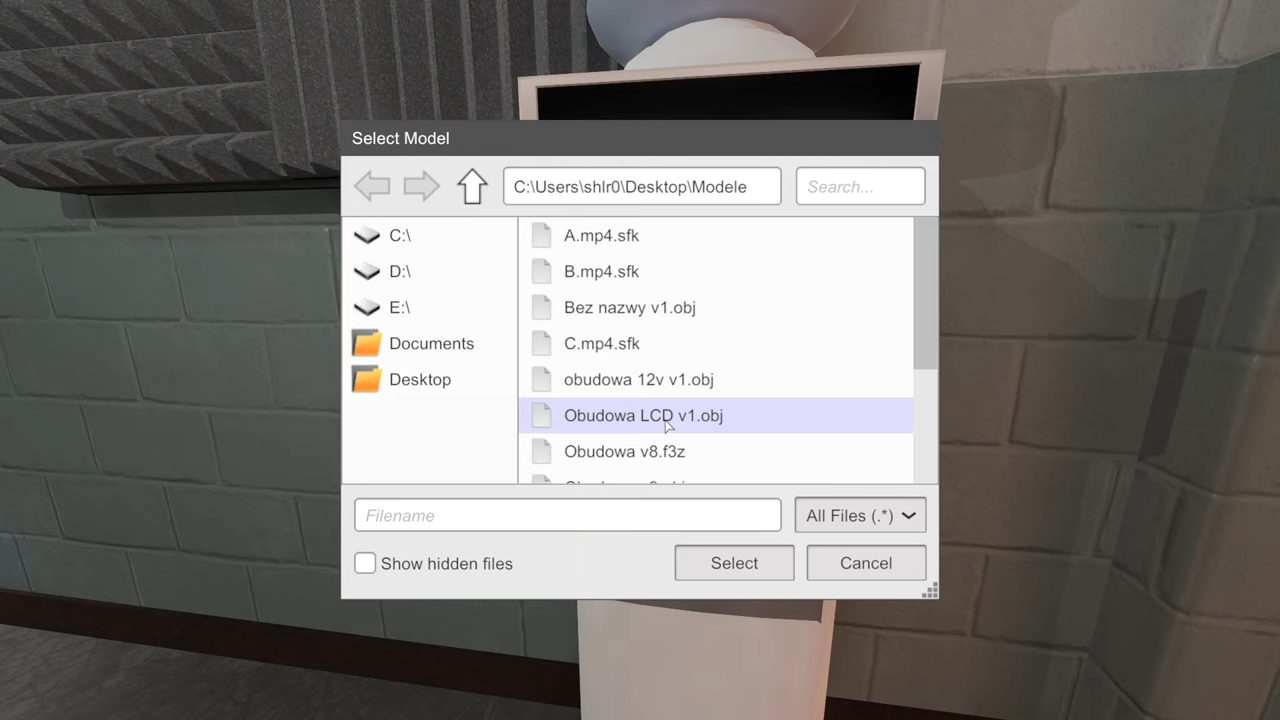 Select Model
C:\Users\shlr0\Desktop\Modele
Search...
C:\
D:\
E:\
Documents
Desktop
A.mp4.sfk
B.mp4.sfk
Bez nazwy v1.obj
C.mp4.sfk
obudowa 12v v1.obj
Obudowa LCD v1.obj
Obudowa v8.f3z
Filename
All Files (.*)
Show hidden files
Select
Cancel